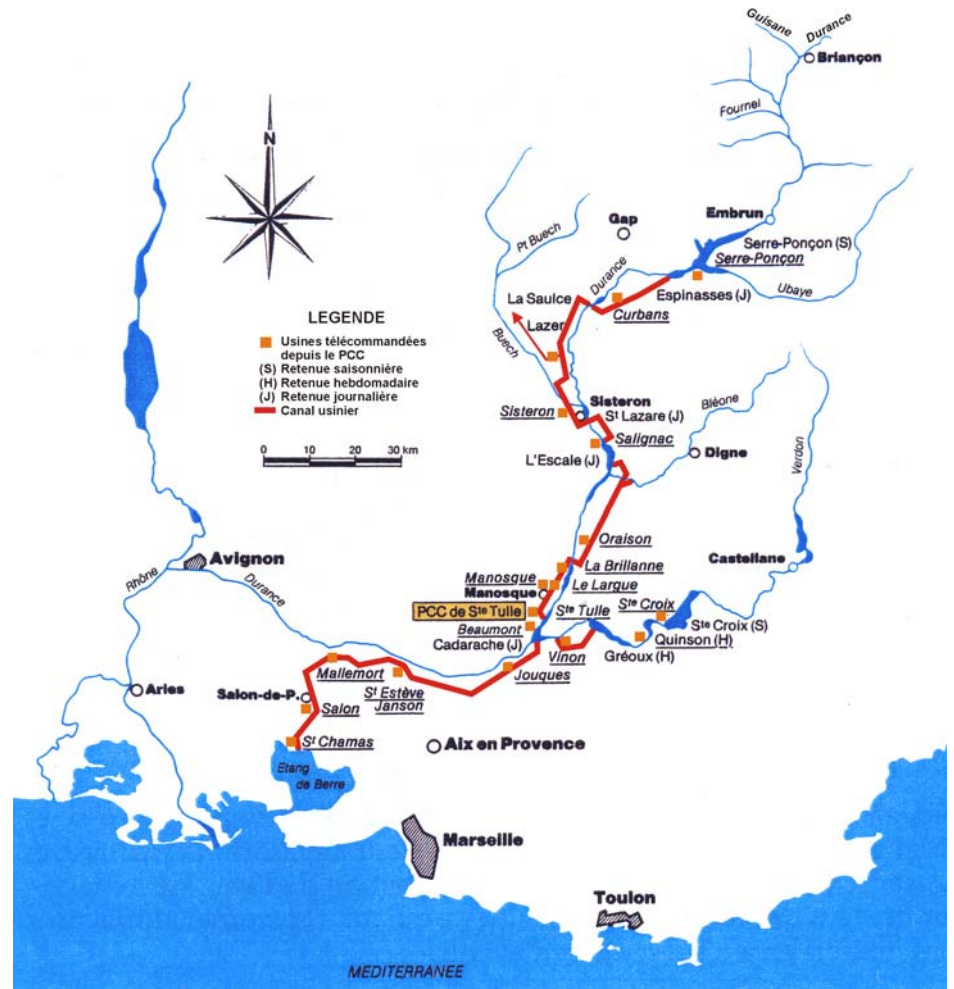 Guisane
Durance
Briançon
Fournel
N
Embrun
Gap
Pt Buech
Serre-Ponçon (S)
Serre-Ponçon
Durance
Espinasses (J)
Ubaye
La Saulce
Curbans
Lazer
Buech
LEGENDE
Usines télécommandées
depuis le PCC
(S) Retenue saisonnière
(H) Retenue hebdomadaire
(J) Retenue journalière
Canal usinier
0 10 20 30 km
Sisteron
Sisteron
St Lazare (J)
Bléone
Salignac
L'Escale (J)
Digne
Verdon
Oraison
Avignon
Rhône
Durance
La Brillanne
Castellane
Manosque
Manosque
Le Largue
PCC de Ste Tulle
Ste Tulle
Ste Croix
Ste Croix (S)
Beaumont
Quinson (H)
Cadarache (J)
Vinon
Gréoux (H)
Jouques
Mallemort
St Estève
Janson
Arles
Salon-de-P.
Salon
St Chamas
Aix en Provence
Etang
de Berre
Marseille
Toulon
MEDITERRANEE